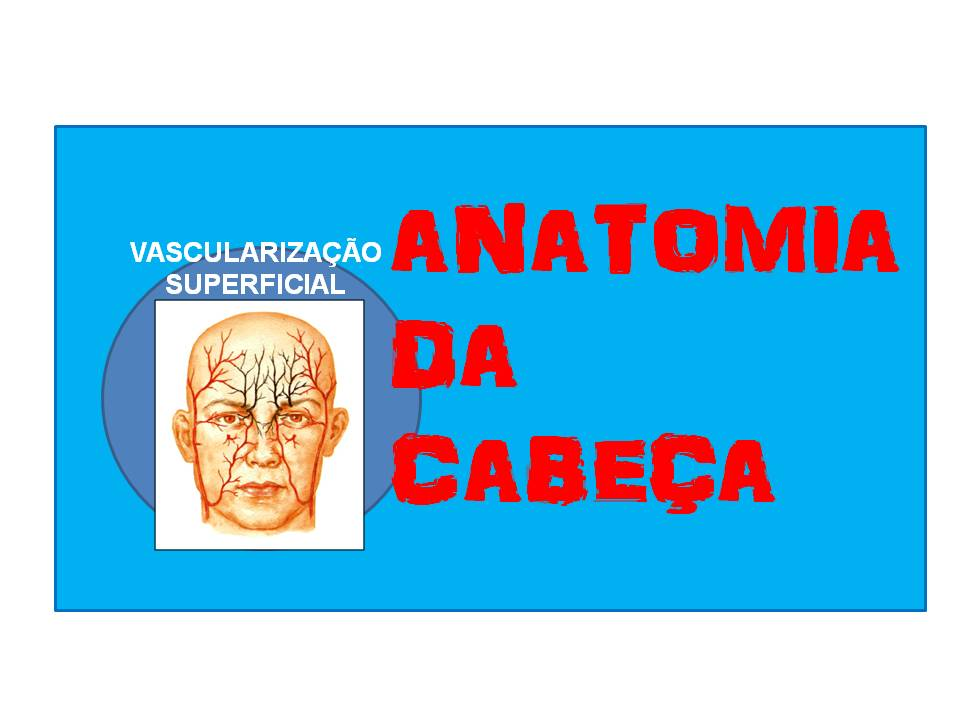 VASCULARIZAÇÃO
SUPERFICIAL
ANATOMIA
DA
CABEÇA